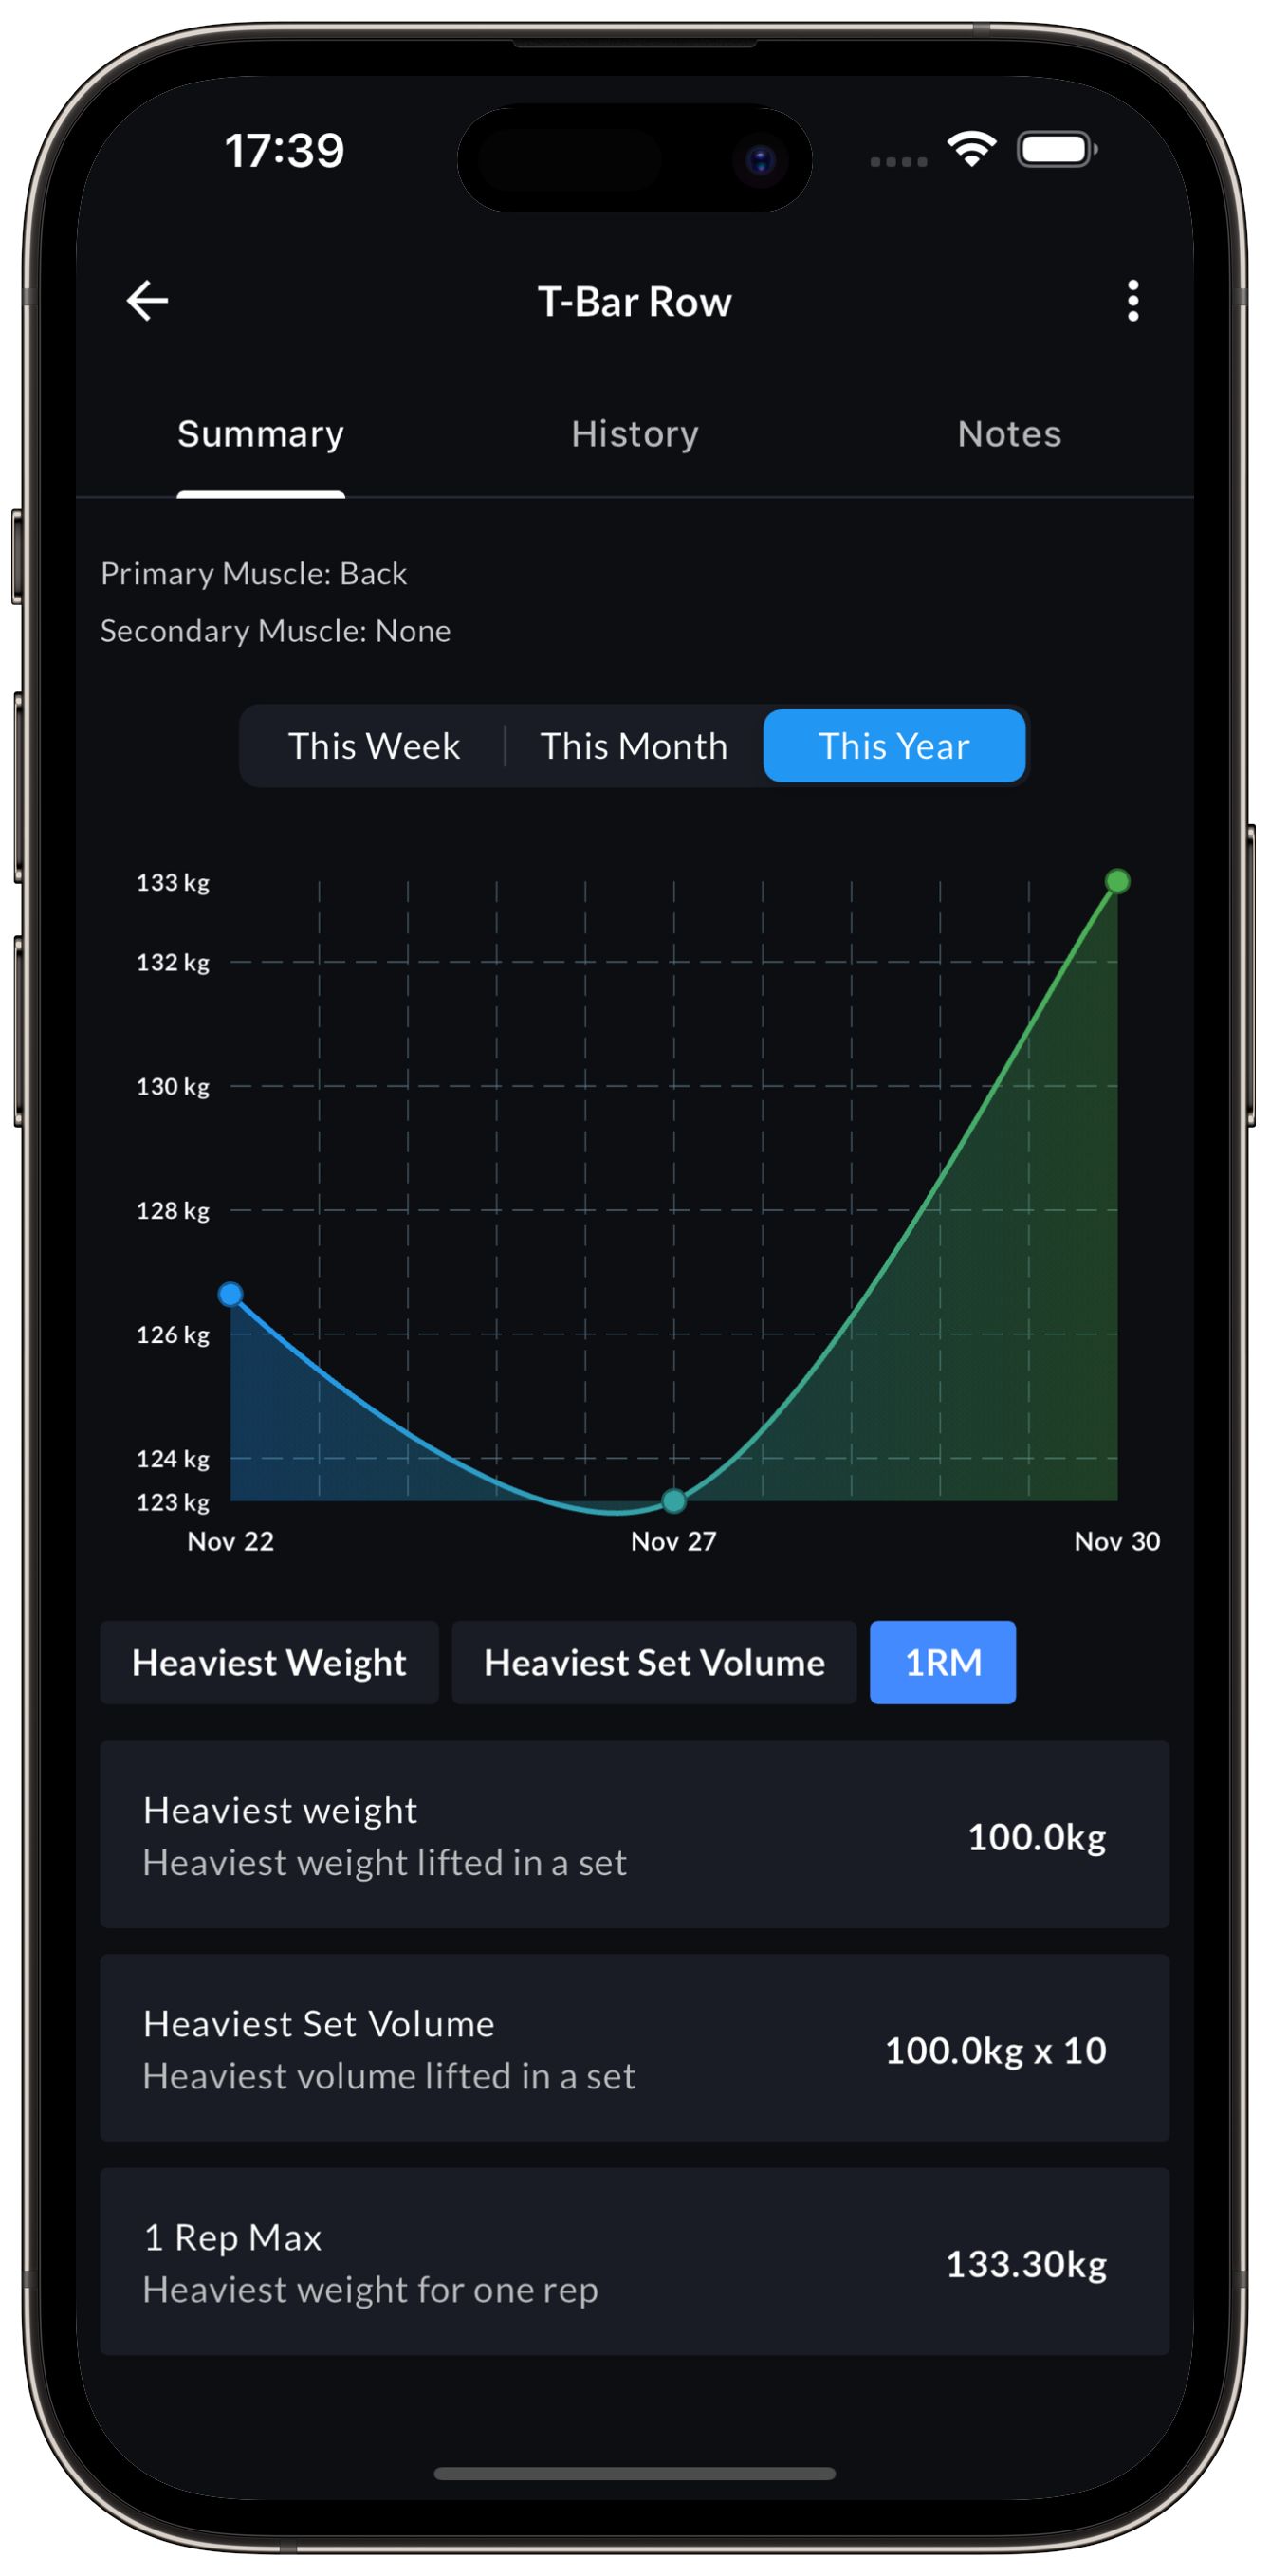 17:39
T-Bar Row
Summary History Notes
Primary Muscle: Back
Secondary Muscle: None
This Week This Month This Year
133 kg
132 kg
130 kg
128 kg
126 kg
124 kg
123 kg
Nov 22 Nov 27 Nov 30
Heaviest Weight Heaviest Set Volume 1RM
Heaviest weight
Heaviest weight lifted in a set
100.0kg
Heaviest Set Volume
Heaviest volume lifted in a set
100.0kg x 10
1 Rep Max
Heaviest weight for one rep
133.30kg